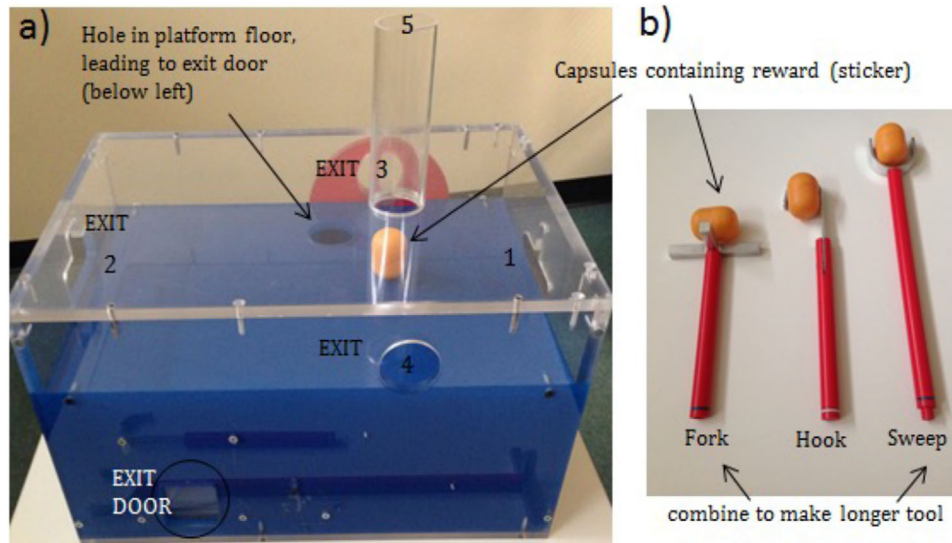 a)
Hole in platform floor,
leading to exit door
(below left)
5
EXIT
3
EXIT
2
1
EXIT
4
EXIT
DOOR
b)
Capsules containing reward (sticker)
Fork
Hook
Sweep
combine to make longer tool